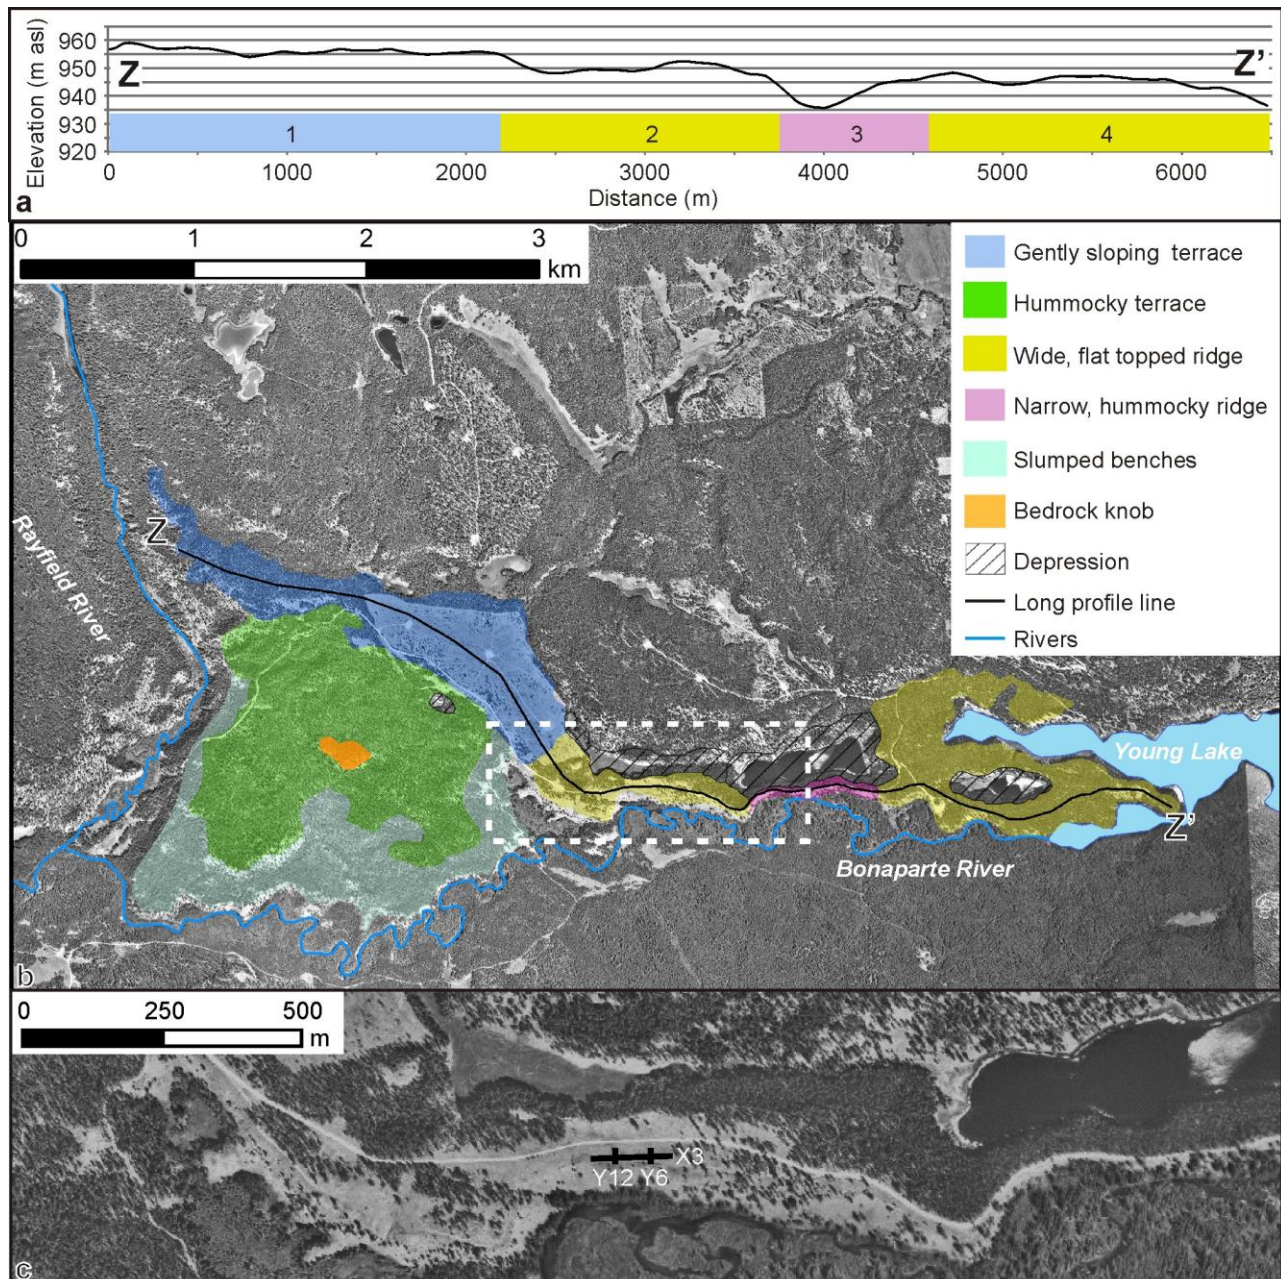 Elevation (m asl)
960
950
940
930
920
Z
Z’
1
2
3
4
0
1000
2000
3000
4000
5000
6000
Distance (m)
a
0
1
2
3
km
Gently sloping terrace
Hummocky terrace
Wide, flat topped ridge
Narrow, hummocky ridge
Slumped benches
Bedrock knob
Depression
Long profile line
Rivers
Rayfield River
Z
Young Lake
Z’
Bonaparte River
b
0
250
500
m
X3
Y12 Y6
c